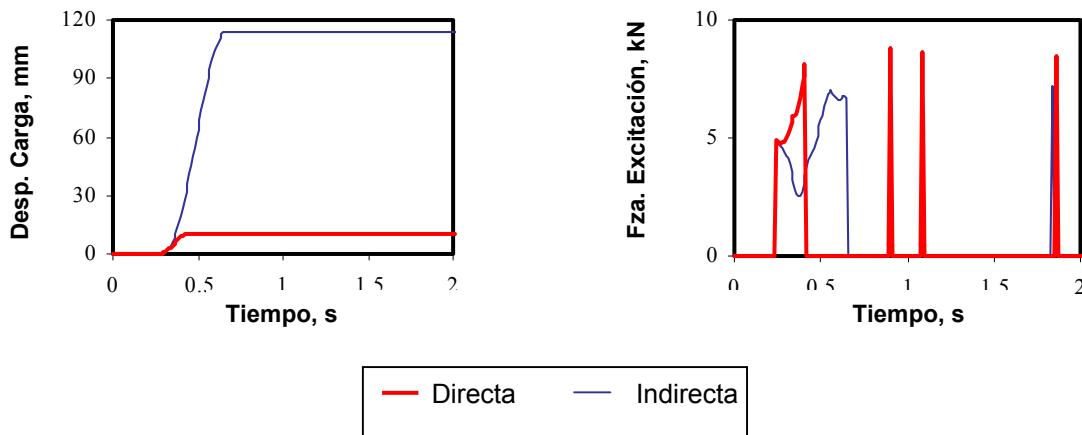 Desp. Carga, mm
120
90
60
30
0
0 0.5 1 1.5 2
Tiempo, s
Fza. Excitación, kN
10
5
0
0 0.5 1 1.5 2
Tiempo, s
Directa Indirecta